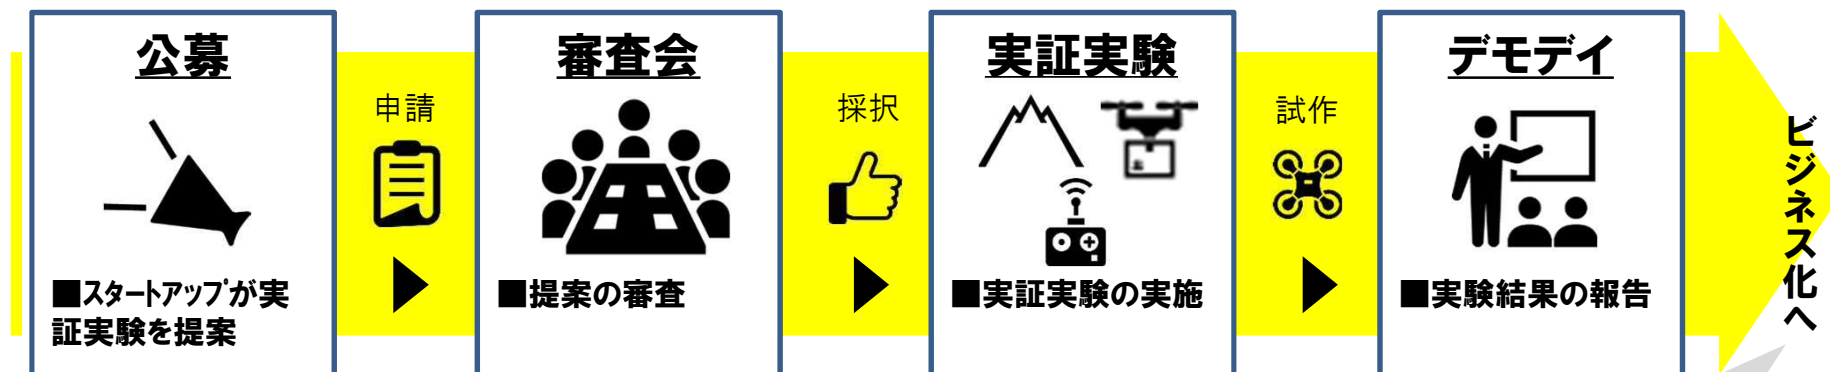 公募
■スタートアップが実
証実験を提案
申請
審査会
■提案の審査
採択
実証実験
■実証実験の実施
試作
デモデイ
■実験結果の報告
ビジネス化へ